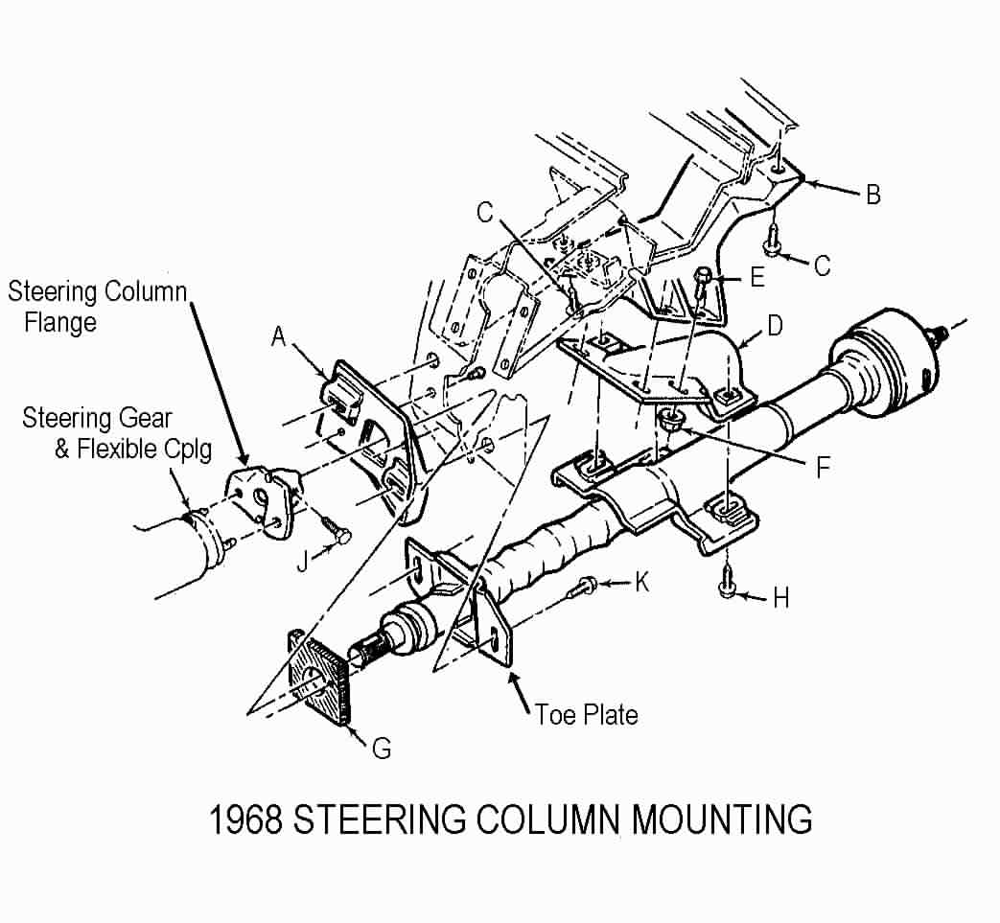 B
C
C
E
Steering Column
Flange
D
A
Steering Gear
& Flexible Cplg
F
J
K
H
Toe Plate
G
1968 STEERING COLUMN MOUNTING